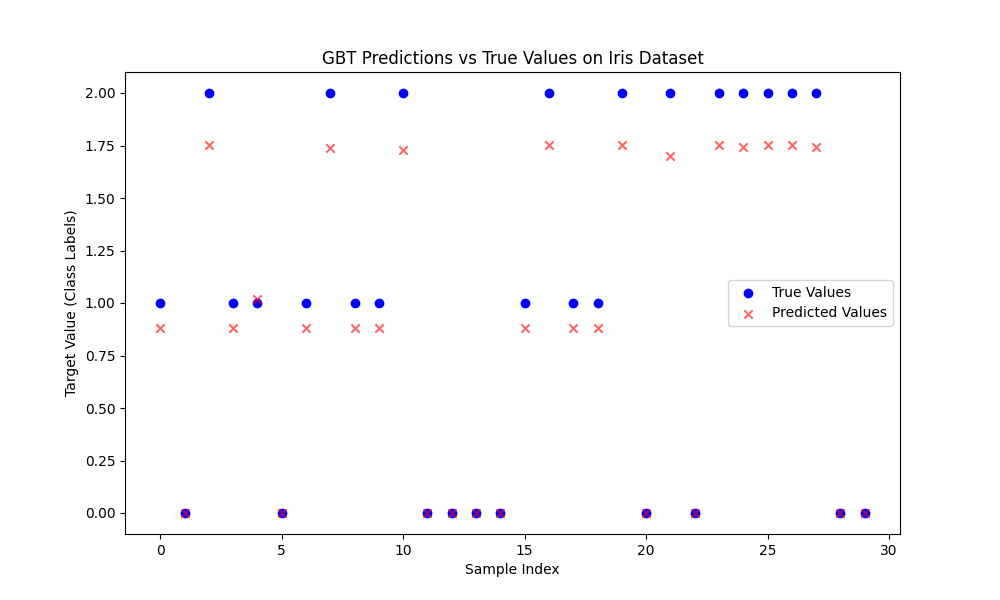 GBT Predictions vs True Values on Iris Dataset
2.00
1.75
1.50
1.25
1.00
0.75
0.50
0.25
0.00
Target Value (Class Labels)
True Values
Predicted Values
0 5 10 15 20 25 30
Sample Index